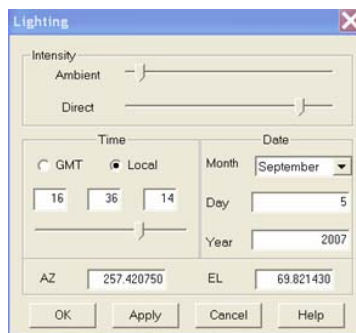 Lighting
Intensity
Ambient
Direct
Time
GMT Local
16 36 14
Date
Month September
Day 5
Year 2007
AZ 257.420750 EL 69.821430
OK Apply Cancel Help